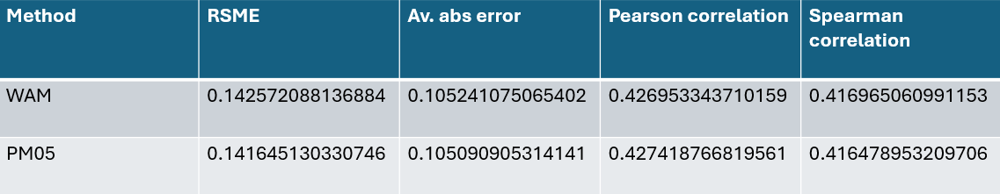 Method RSME Av. abs error Pearson correlation Spearman
correlation
WAM 0.142572088136884 0.105241075065402 0.426953343710159 0.416965060991153
PM05 0.141645130330746 0.105090905314141 0.427418766819561 0.416478953209706